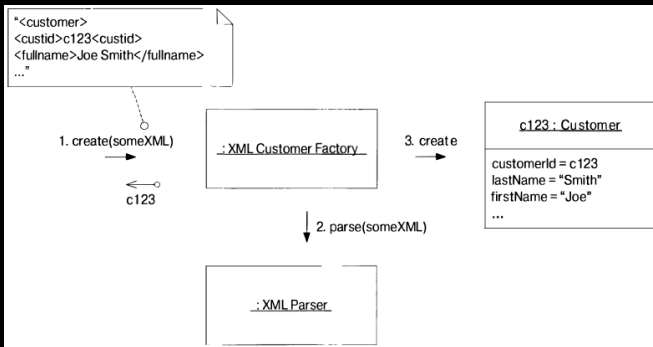 "<customer>
<custid>c123<custid>
<fullname>Joe Smith</fullname>
..."
1. create(someXML)
c123
: XML Customer Factory
3. create
c123 : Customer
customerId = c123
lastName = "Smith"
firstName = "Joe"
...
2. parse(someXML)
: XML Parser